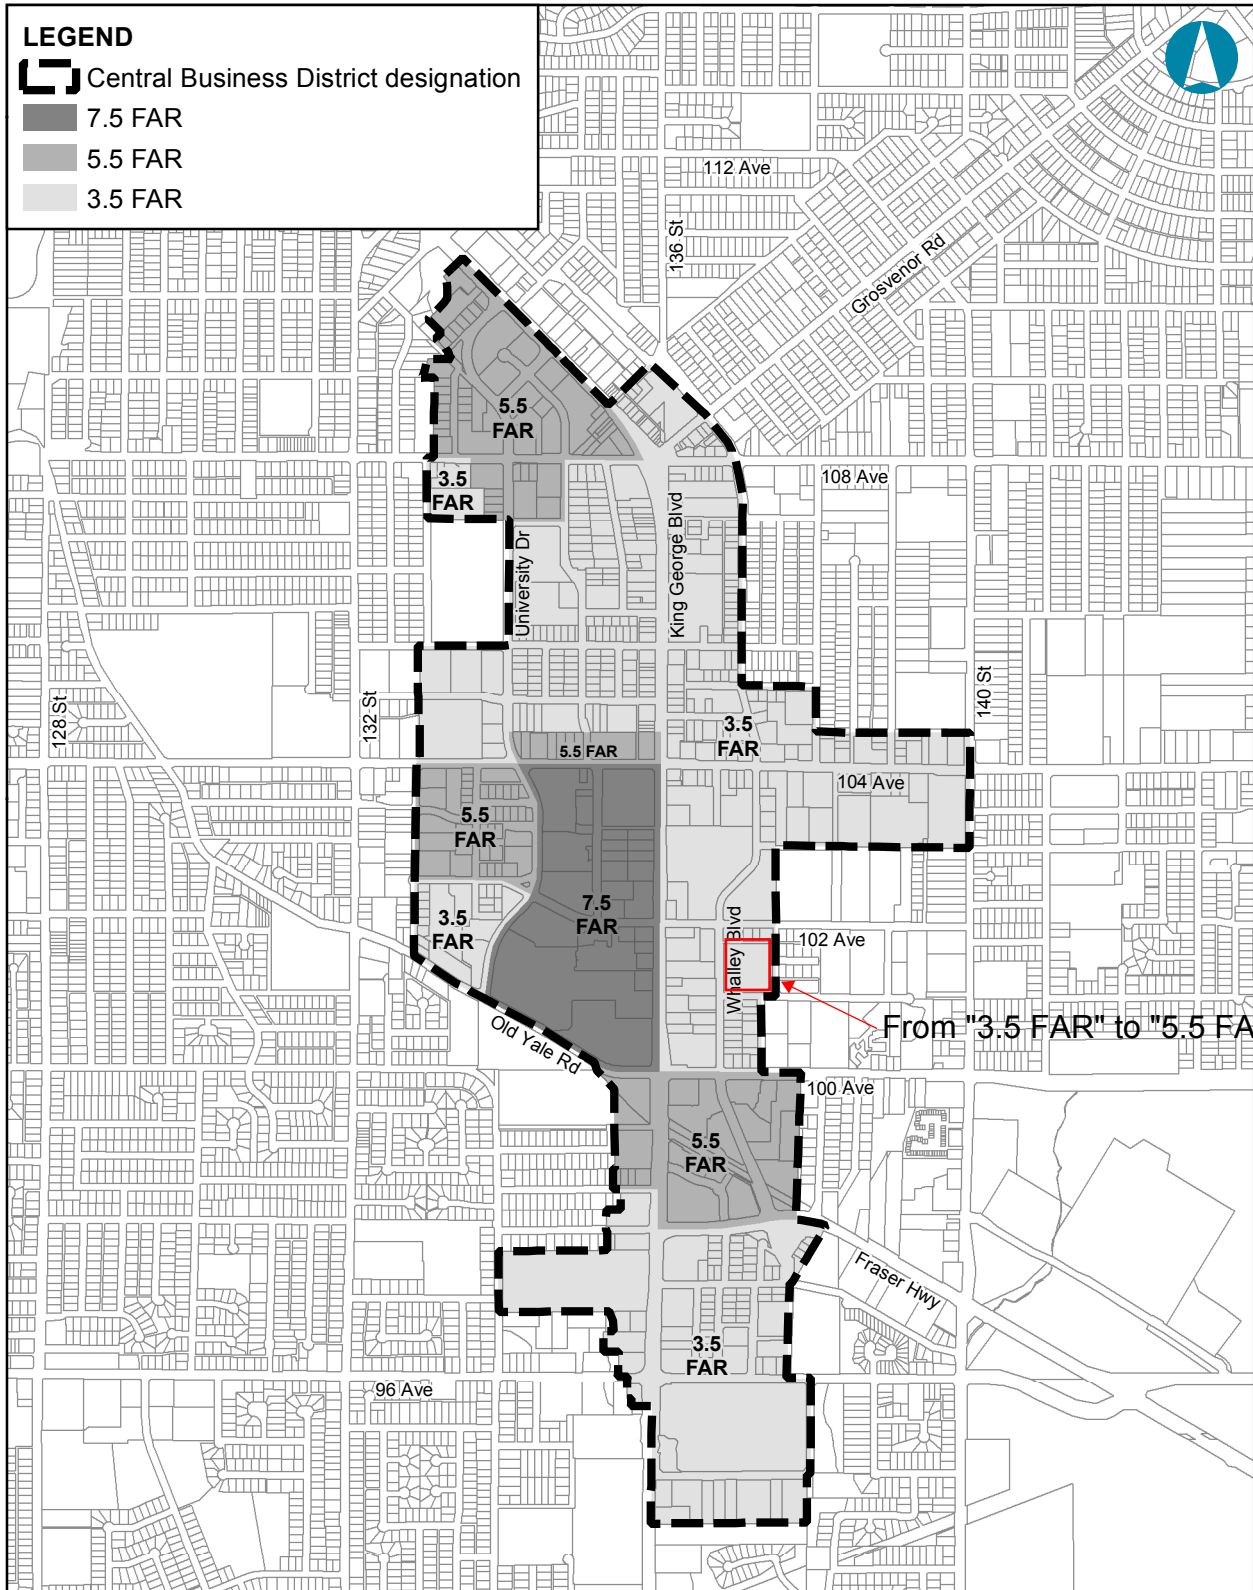 LEGEND
Central Business District designation
7.5 FAR
5.5 FAR
3.5 FAR
112 Ave
136 St
Grosvenor Rd
5.5
FAR
3.5
FAR
108 Ave
University Dr
King George Blvd
128 St
132 St
140 St
3.5
FAR
5.5 FAR
104 Ave
5.5
FAR
7.5
FAR
3.5
FAR
Whalley Blvd
102 Ave
Old Yale Rd
From "3.5 FAR" to "5.5 FA
100 Ave
5.5
FAR
Fraser Hwy
3.5
FAR
96 Ave